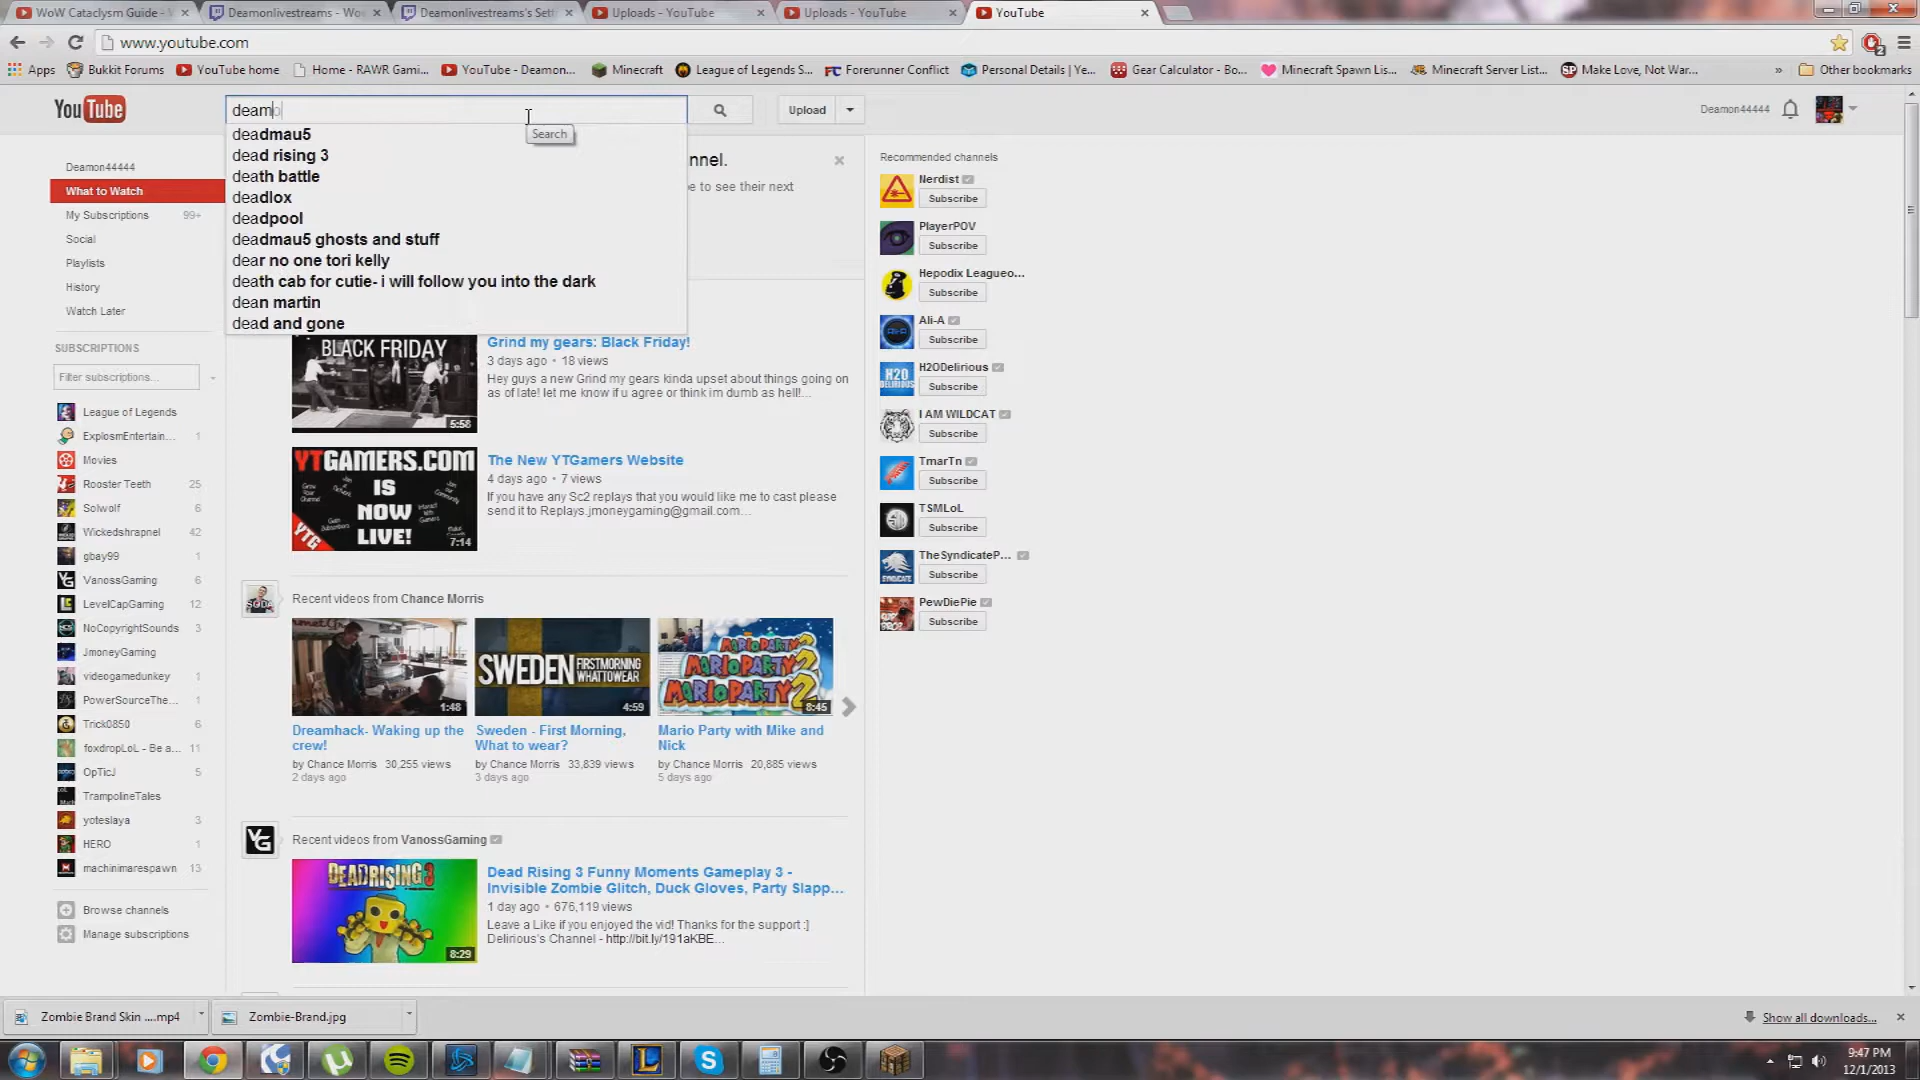 WoW Cataclysm Guide - W
Deamonlivestreams - Wo
Deamonlivestreams's Sett
Uploads - YouTube
Uploads - YouTube
YouTube
www.youtube.com
Apps
Bukkit Forums
YouTube home
Home - RAWR Gami...
YouTube - Deamon...
Minecraft
League of Legends S...
Forerunner Conflict
Personal Details | Ye...
Gear Calculator - Bo...
Minecraft Spawn Lis...
Minecraft Server List...
Make Love, Not War...
Other bookmarks
YouTube
deamo
Upload
Deamon44444
Search
deadmau5
dead rising 3
death battle
deadlox
deadpool
deadmau5 ghosts and stuff
dear no one tori kelly
death cab for cutie- i will follow you into the dark
dean martin
dead and gone
nnel.
e to see their next
Deamon44444
What to Watch
My Subscriptions 99+
Social
Playlists
History
Watch Later
SUBSCRIPTIONS
Filter subscriptions...
League of Legends
ExplosmEntertain... 1
Movies
Rooster Teeth 25
Solwolf 6
Wickedshrapnel 42
gbay99 1
VanossGaming 6
LevelCapGaming 12
NoCopyrightSounds 3
JmoneyGaming
videogamedunkey 1
PowerSourceThe... 1
Trick0850 6
foxdropLoL - Be a... 11
OpTicJ 5
TrampolineTales
yoteslaya 3
HERO 1
machinimarespawn 13
Browse channels
Manage subscriptions
BLACK FRIDAY
5:58
Grind my gears: Black Friday!
3 days ago • 18 views
Hey guys a new Grind my gears kinda upset about things going on
as of late! let me know if u agree or think im dumb as hell!...
YTGAMERS.COM
IS
NOW
LIVE!
YTG
7:14
The New YTGamers Website
4 days ago • 7 views
If you have any Sc2 replays that you would like me to cast please
send it to Replays.jmoneygaming@gmail.com...
SODA
Recent videos from Chance Morris
1:48
SWEDEN FIRSTMORNING
WHATTOWEAR?
4:59
MARIO PARTY 2
MARIO PARTY 2
MARIO PARTY 2
8:45
Dreamhack- Waking up the
crew!
by Chance Morris 30,255 views
2 days ago
Sweden - First Morning,
What to wear?
by Chance Morris 33,839 views
3 days ago
Mario Party with Mike and
Nick
by Chance Morris 20,885 views
5 days ago
Recent videos from VanossGaming
DEADRISING 3
8:29
Dead Rising 3 Funny Moments Gameplay 3 -
Invisible Zombie Glitch, Duck Gloves, Party Slapp...
1 day ago • 676,119 views
Leave a Like if you enjoyed the vid! Thanks for the support :]
Delirious's Channel - http://bit.ly/191aKBE...
Recommended channels
Nerdist
Subscribe
PlayerPOV
Subscribe
Hepodix Leagueo...
Subscribe
Ali-A
Subscribe
H2ODelirious
Subscribe
I AM WILDCAT
Subscribe
TmarTn
Subscribe
TSMLoL
Subscribe
TheSyndicateP...
Subscribe
PewDiePie
Subscribe
Zombie Brand Skin ....mp4
Zombie-Brand.jpg
Show all downloads...
9:47 PM
12/1/2013